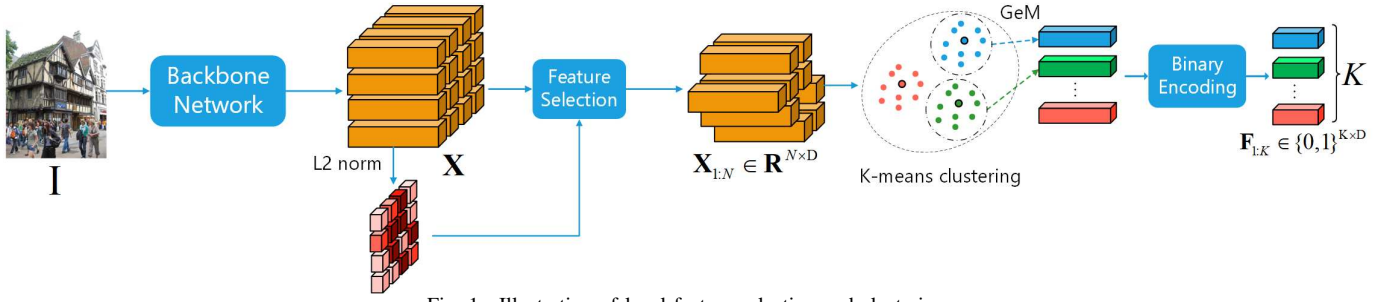 I
Backbone
Network
L2 norm
X
Feature
Selection
X₁:N ∈ R^N×D
K-means clustering
GeM
Binary
Encoding
K
F₁:K ∈ {0,1}^K×D